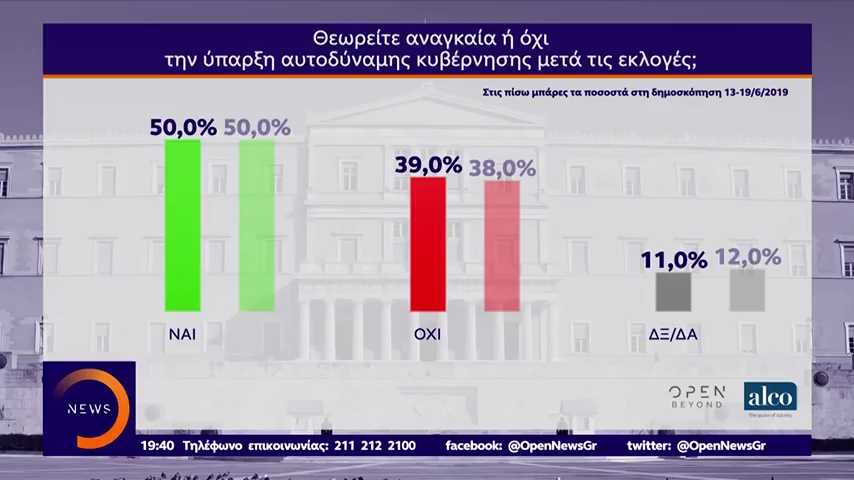 Θεωρείτε αναγκαία ή όχι
την ύπαρξη αυτοδύναμης κυβέρνησης μετά τις εκλογές;
Στις πίσω μπάρες τα ποσοστά στη δημοσκόπηση 13-19/6/2019
50,0% 50,0%
39,0% 38,0%
11,0% 12,0%
ΝΑΙ
ΟΧΙ
ΔΞ/ΔΑ
NEWS
OPEN
BEYOND
alco
The pulse of society
19:40 Τηλέφωνο επικοινωνίας: 211 212 2100 facebook: @OpenNewsGr twitter: @OpenNewsGr